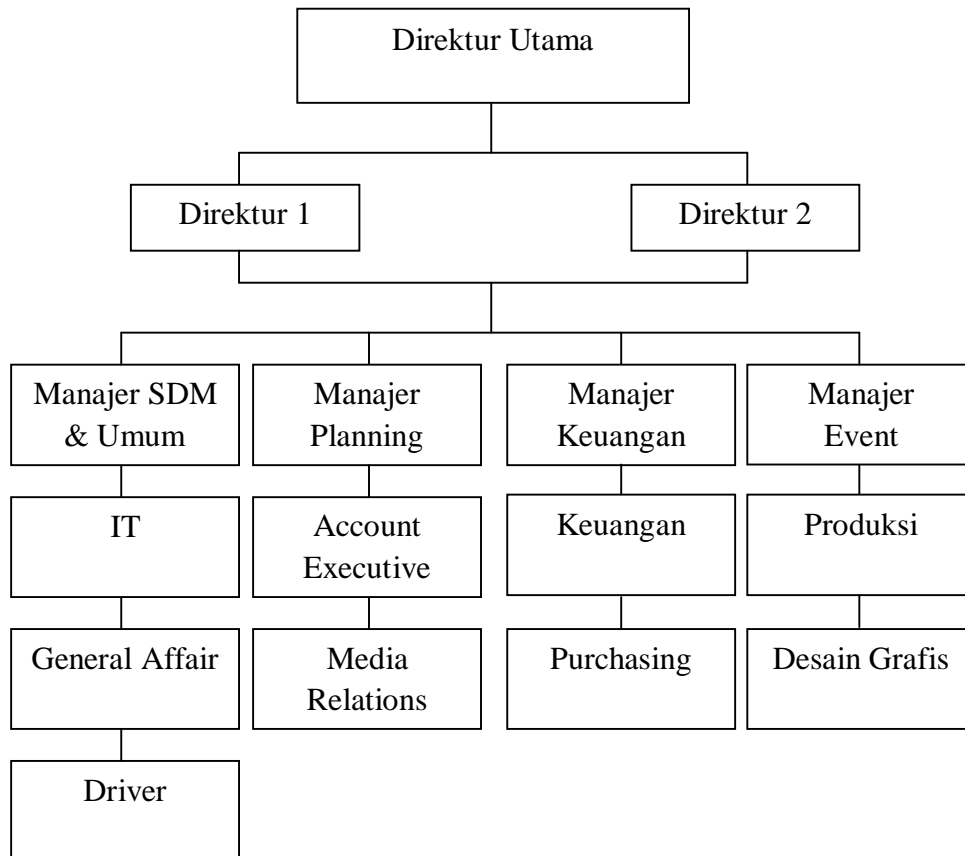 Direktur Utama
Direktur 1
Direktur 2
Manajer SDM
& Umum
Manajer
Planning
Manajer
Keuangan
Manajer
Event
IT
Account
Executive
Keuangan
Produksi
General Affair
Media
Relations
Purchasing
Desain Grafis
Driver